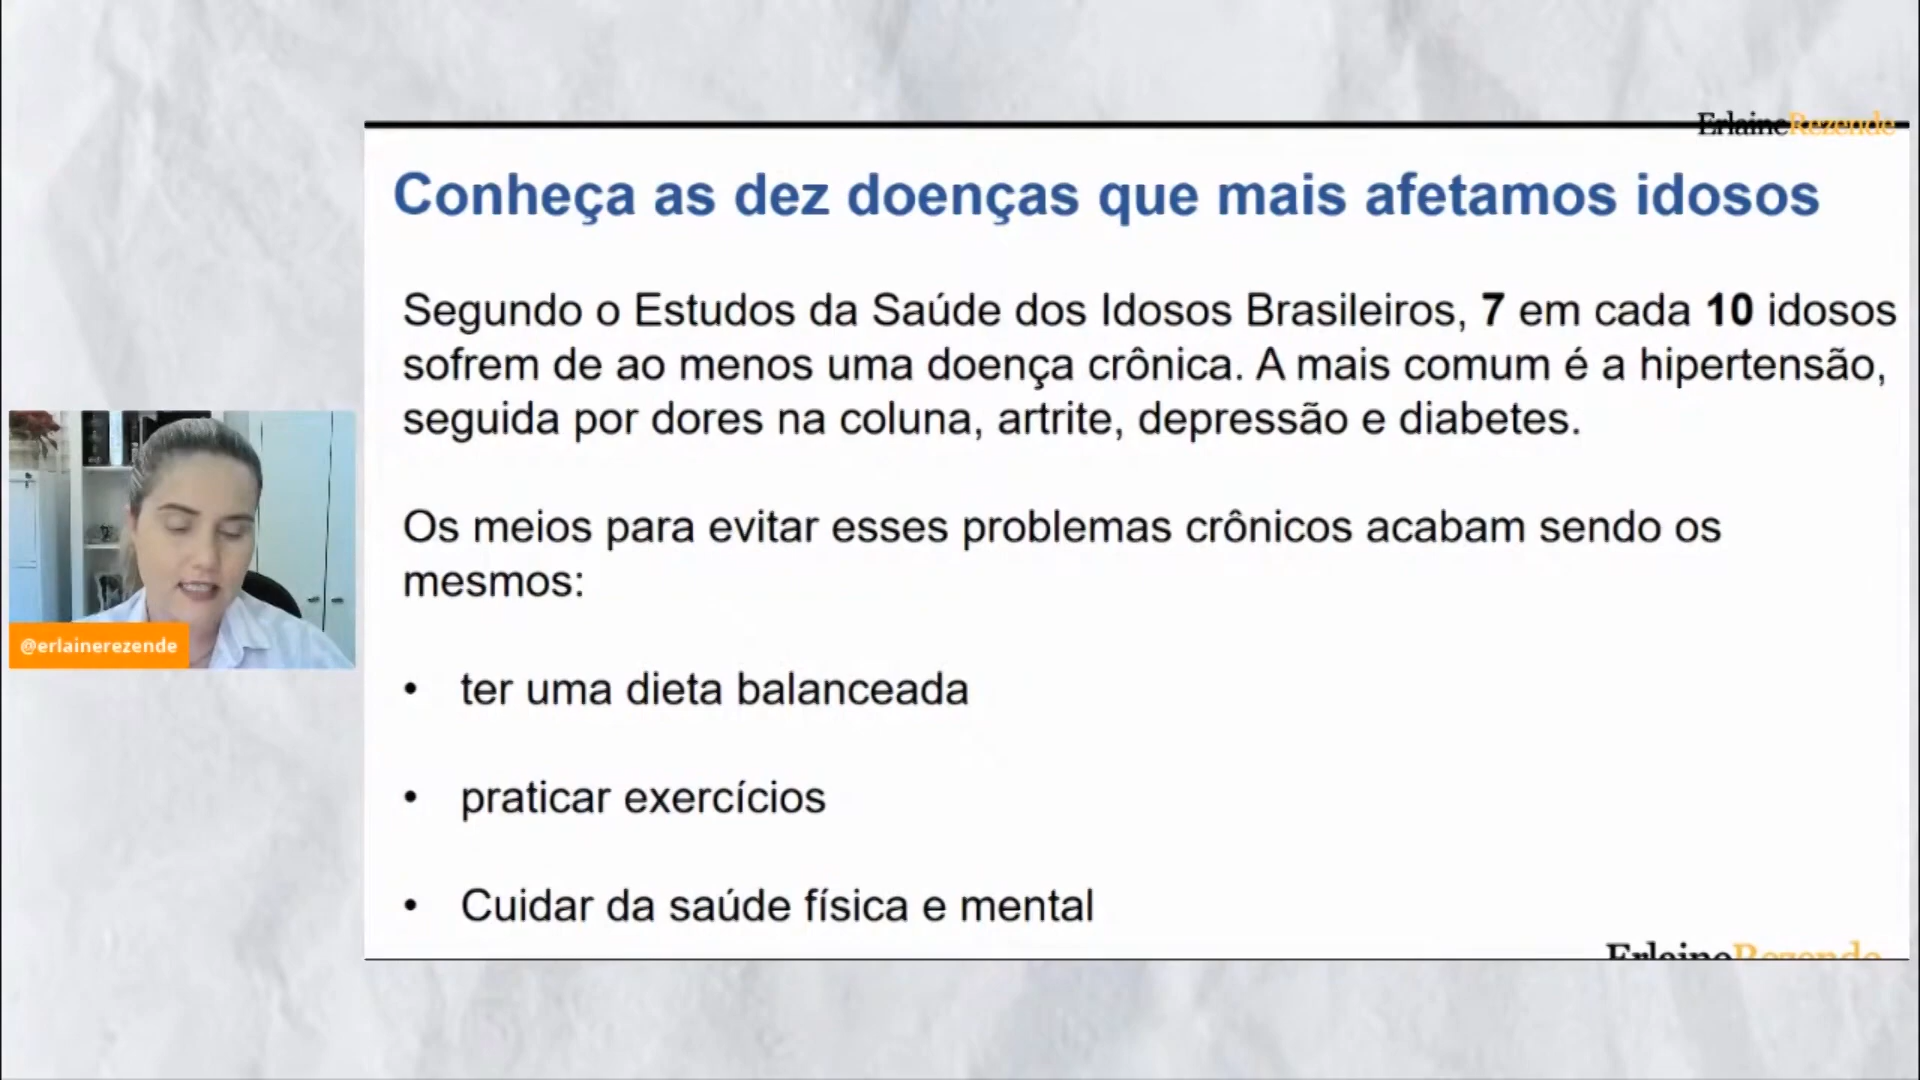 ErlaineRezende
Conheça as dez doenças que mais afetamos idosos
Segundo o Estudos da Saúde dos Idosos Brasileiros, 7 em cada 10 idosos
sofrem de ao menos uma doença crônica. A mais comum é a hipertensão,
seguida por dores na coluna, artrite, depressão e diabetes.
Os meios para evitar esses problemas crônicos acabam sendo os
mesmos:
@erlainerezende
• ter uma dieta balanceada
• praticar exercícios
• Cuidar da saúde física e mental
ErlaineRezende